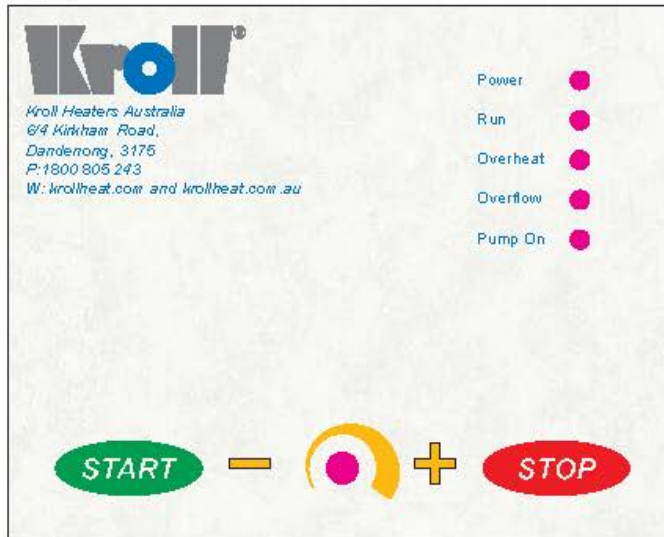 Kroll®
Kroll Heaters Australia
6/4 Kirkham Road,
Dandenong, 3175
P:1800 805 243
W: krollheat.com and krollheat.com.au
Power
Run
Overheat
Overflow
Pump On
START − + STOP